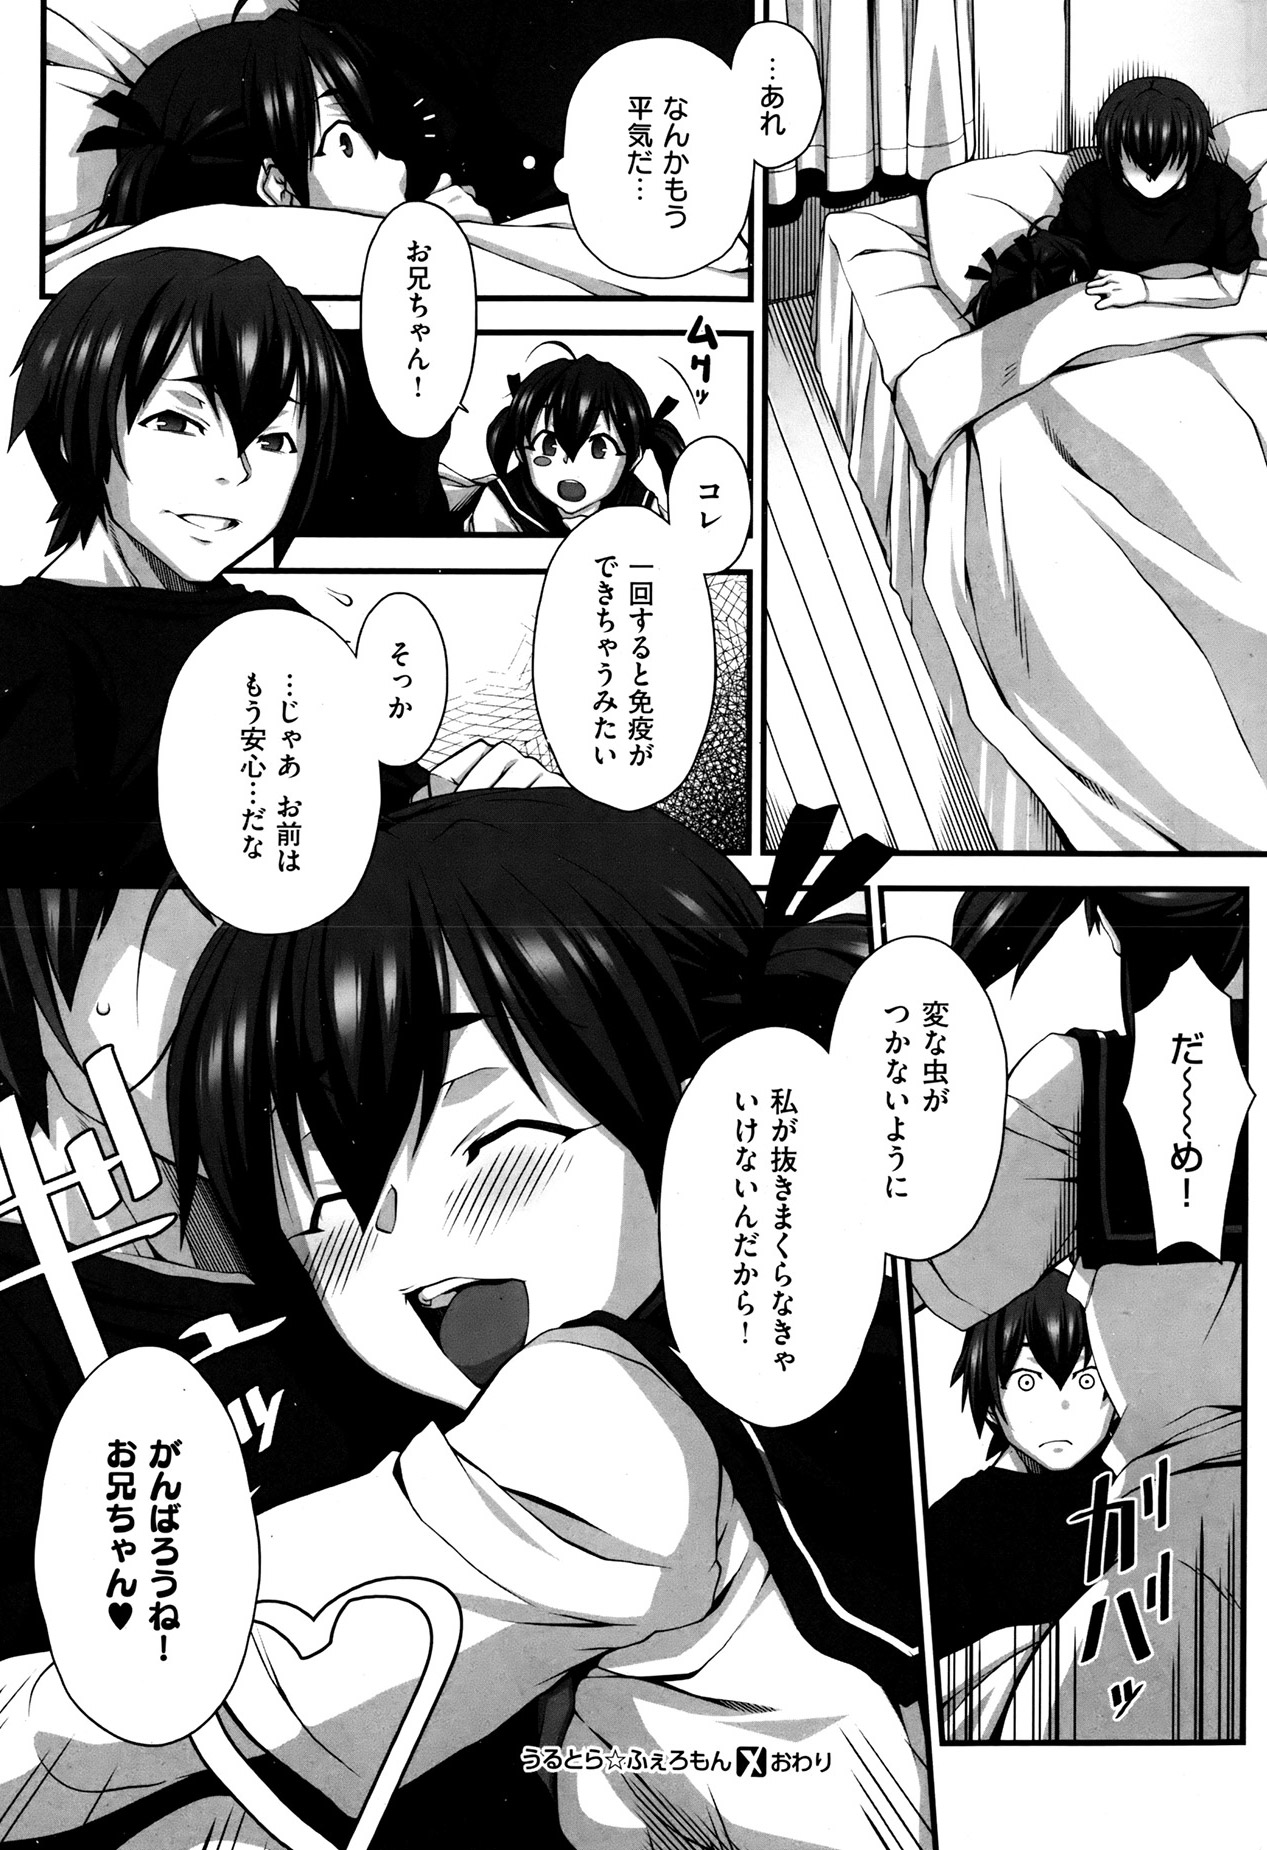 …あれ
なんかもう
平気だ…
お兄ちゃん！
ムクッ
コレ
一回すると免疫が
できちゃうみたい
そっか
…じゃあ お前は
もう安心…だな
だ～～～め！
ガバッ
変な虫が
つかないように
私が抜きまくらなきゃ
いけないんだから！
ギュッ
がんばろうね！
お兄ちゃん♥
うるとら☆ふぇろもんX おわり